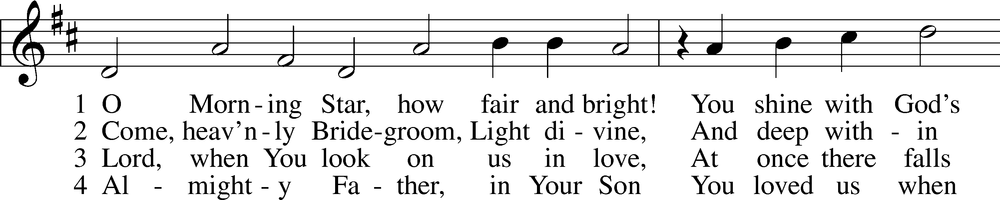 1 O Morn - ing Star, how fair and bright! You shine with God's
2 Come, heav'n - ly Bride - groom, Light di - vine, And deep with - in
3 Lord, when You look on us in love, At once there falls
4 Al - might - y Fa - ther, in Your Son You loved us when